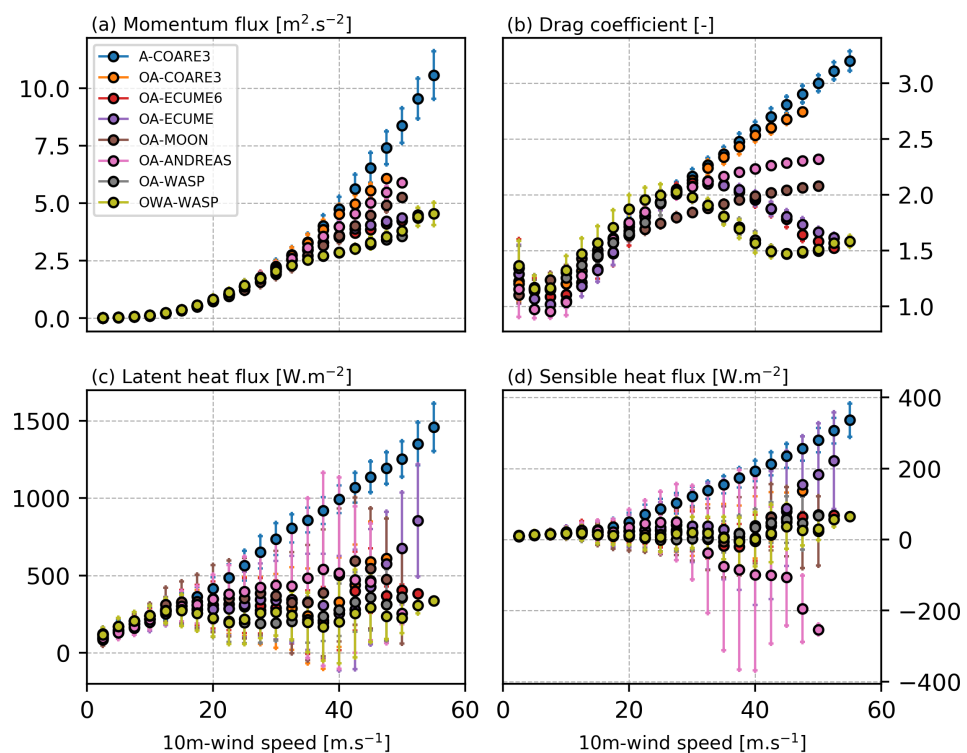 (a) Momentum flux [m².s⁻²]
(b) Drag coefficient [-]
10.0
7.5
5.0
2.5
0.0
A-COARE3
OA-COARE3
OA-ECUME6
OA-ECUME
OA-MOON
OA-ANDREAS
OA-WASP
OWA-WASP
3.0
2.5
2.0
1.5
1.0
(c) Latent heat flux [W.m⁻²]
(d) Sensible heat flux [W.m⁻²]
1500
1000
500
0
400
200
0
−200
−400
0 20 40 60
0 20 40 60
10m-wind speed [m.s⁻¹]
10m-wind speed [m.s⁻¹]